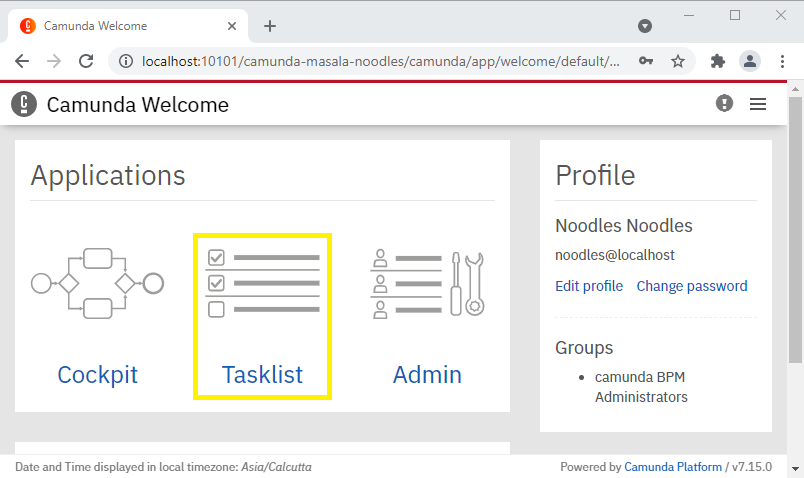 Camunda Welcome
localhost:10101/camunda-masala-noodles/camunda/app/welcome/default/...
Camunda Welcome
Applications
Cockpit
Tasklist
Admin
Profile
Noodles Noodles
noodles@localhost
Edit profile Change password
Groups
• camunda BPM
Administrators
Date and Time displayed in local timezone: Asia/Calcutta
Powered by Camunda Platform / v7.15.0